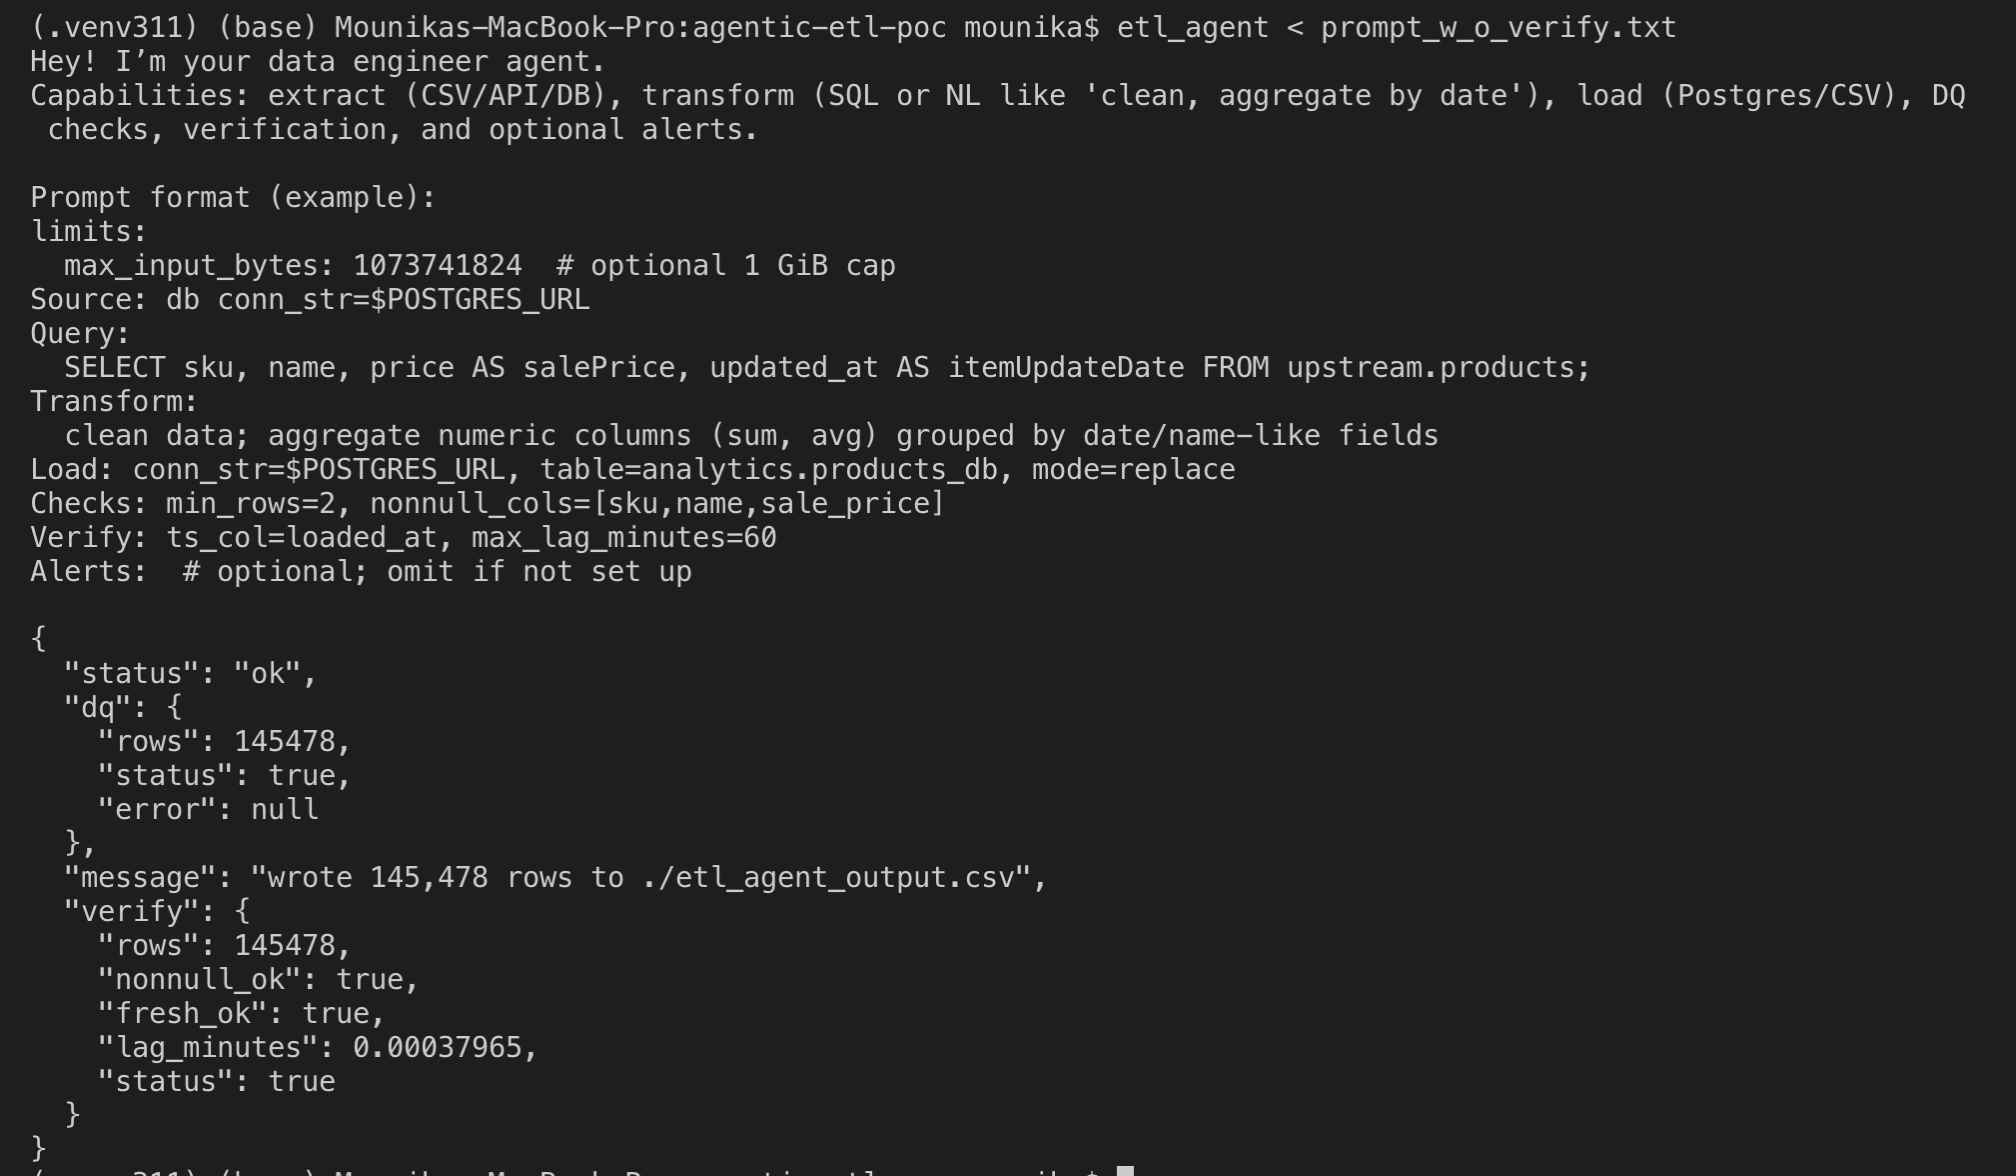 (.venv311) (base) Mounikas-MacBook-Pro:agentic-etl-poc mounika$ etl_agent < prompt_w_o_verify.txt
Hey! I’m your data engineer agent.
Capabilities: extract (CSV/API/DB), transform (SQL or NL like 'clean, aggregate by date'), load (Postgres/CSV), DQ
 checks, verification, and optional alerts.
Prompt format (example):
limits:
  max_input_bytes: 1073741824  # optional 1 GiB cap
Source: db conn_str=$POSTGRES_URL
Query:
  SELECT sku, name, price AS salePrice, updated_at AS itemUpdateDate FROM upstream.products;
Transform:
  clean data; aggregate numeric columns (sum, avg) grouped by date/name-like fields
Load: conn_str=$POSTGRES_URL, table=analytics.products_db, mode=replace
Checks: min_rows=2, nonnull_cols=[sku,name,sale_price]
Verify: ts_col=loaded_at, max_lag_minutes=60
Alerts:  # optional; omit if not set up
{
  "status": "ok",
  "dq": {
    "rows": 145478,
    "status": true,
    "error": null
  },
  "message": "wrote 145,478 rows to ./etl_agent_output.csv",
  "verify": {
    "rows": 145478,
    "nonnull_ok": true,
    "fresh_ok": true,
    "lag_minutes": 0.00037965,
    "status": true
  }
}